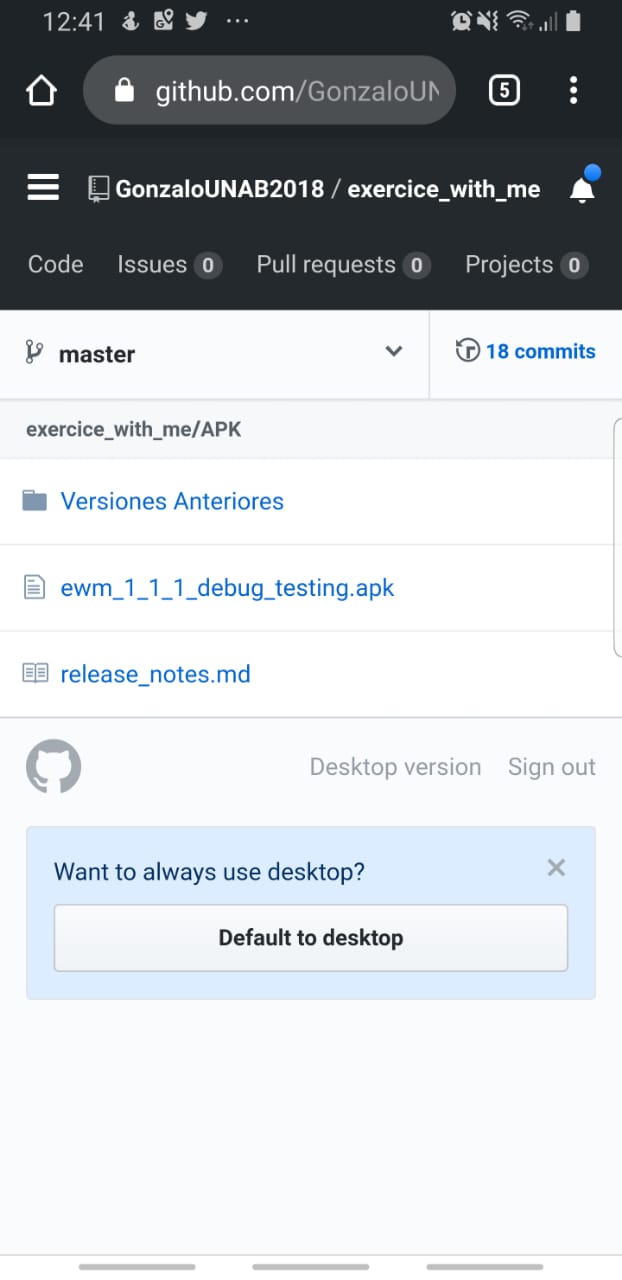 12:41
github.com/GonzaloUN
5
GonzaloUNAB2018 / exercice_with_me
Code Issues 0 Pull requests 0 Projects 0
master 18 commits
exercice_with_me/APK
Versiones Anteriores
ewm_1_1_1_debug_testing.apk
release_notes.md
Desktop version Sign out
Want to always use desktop?
Default to desktop